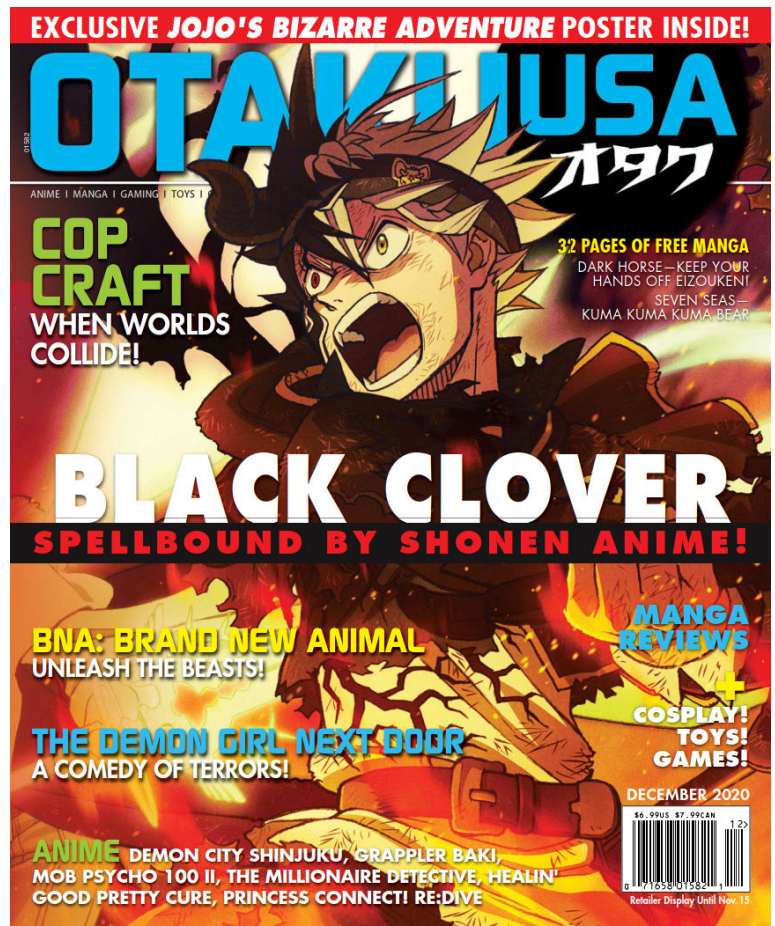 EXCLUSIVE JOJO'S BIZARRE ADVENTURE POSTER INSIDE!
OTAKU USA
オタク
01582
ANIME | MANGA | GAMING | TOYS |
COP
CRAFT
WHEN WORLDS
COLLIDE!
32 PAGES OF FREE MANGA
DARK HORSE—KEEP YOUR
HANDS OFF EIZOUKEN!
SEVEN SEAS—
KUMA KUMA KUMA BEAR
BLACK CLOVER
SPELLBOUND BY SHONEN ANIME!
BNA: BRAND NEW ANIMAL
UNLEASH THE BEASTS!
THE DEMON GIRL NEXT DOOR
A COMEDY OF TERRORS!
ANIME DEMON CITY SHINJUKU, GRAPPLER BAKI,
MOB PSYCHO 100 II, THE MILLIONAIRE DETECTIVE, HEALIN'
GOOD PRETTY CURE, PRINCESS CONNECT! RE:DIVE
MANGA
REVIEWS
+
COSPLAY!
TOYS!
GAMES!
DECEMBER 2020
$6.99US $7.99CAN
12>
0 71658 01582 1
Retailer Display Until Nov. 15